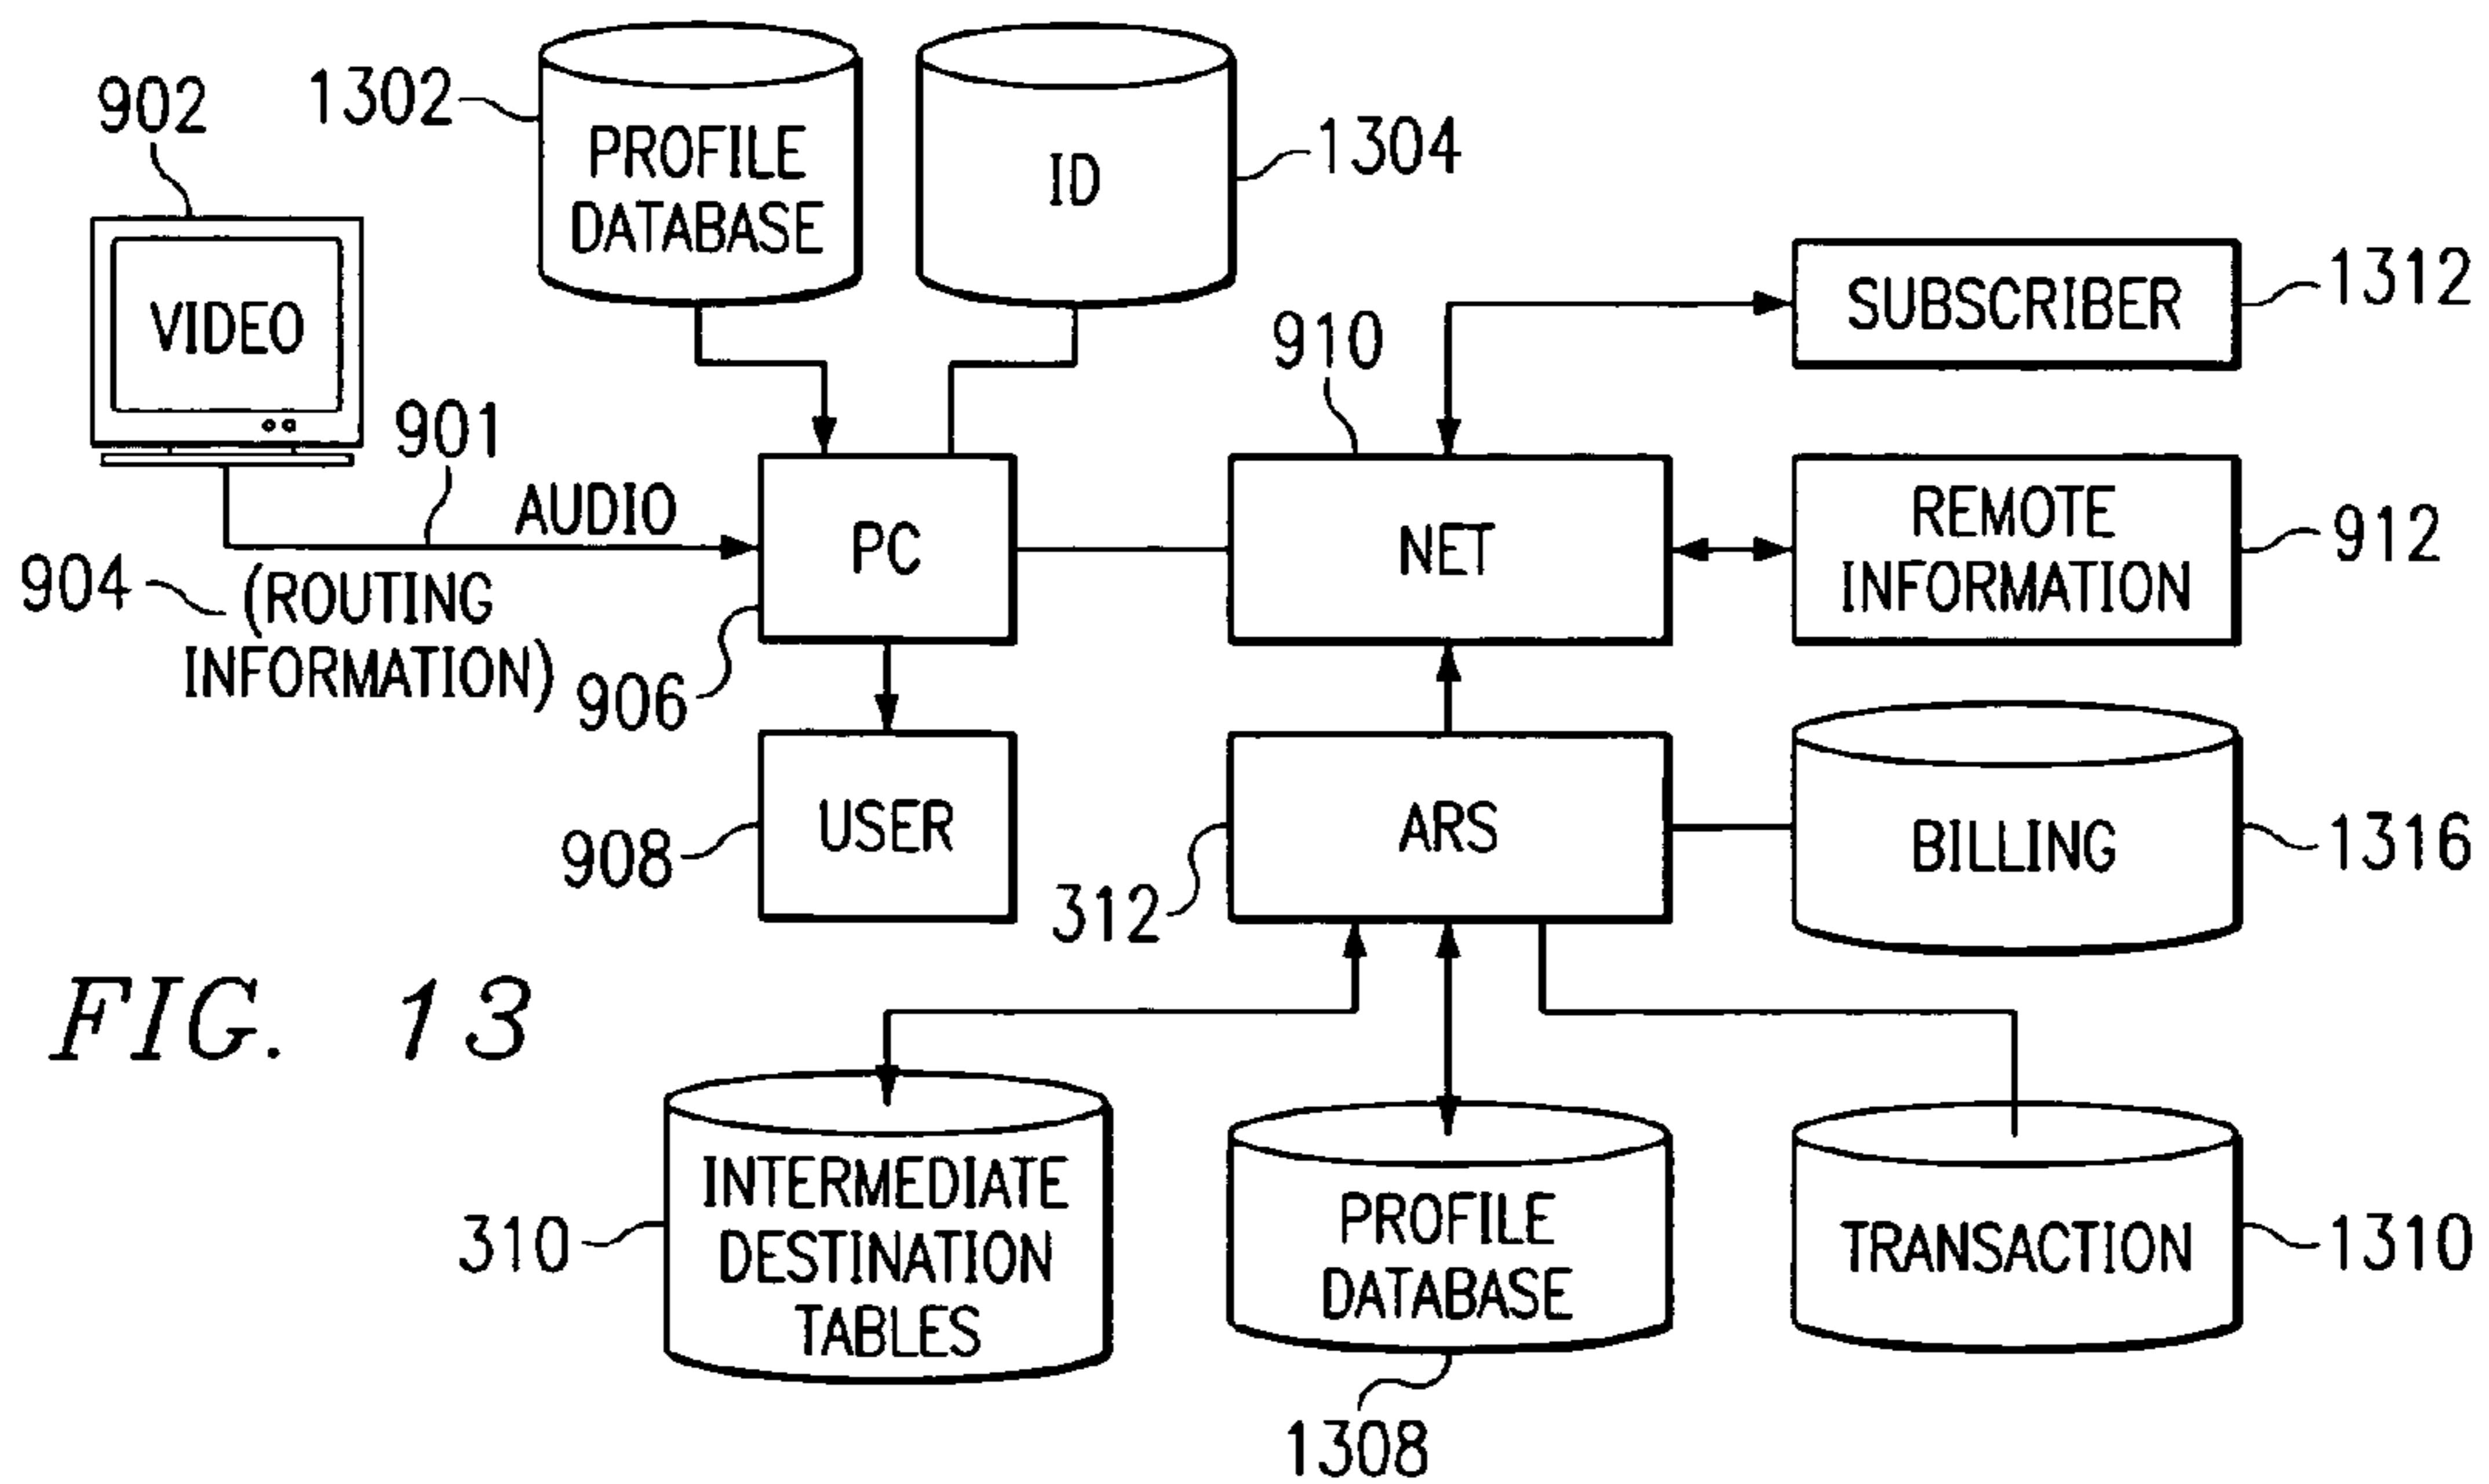 902
1302
PROFILE
DATABASE
ID
1304
VIDEO
SUBSCRIBER
1312
910
901
AUDIO
904
(ROUTING
INFORMATION)
PC
906
NET
REMOTE
INFORMATION
912
USER
908
ARS
312
BILLING
1316
FIG. 13
INTERMEDIATE
DESTINATION
TABLES
310
PROFILE
DATABASE
1308
TRANSACTION
1310